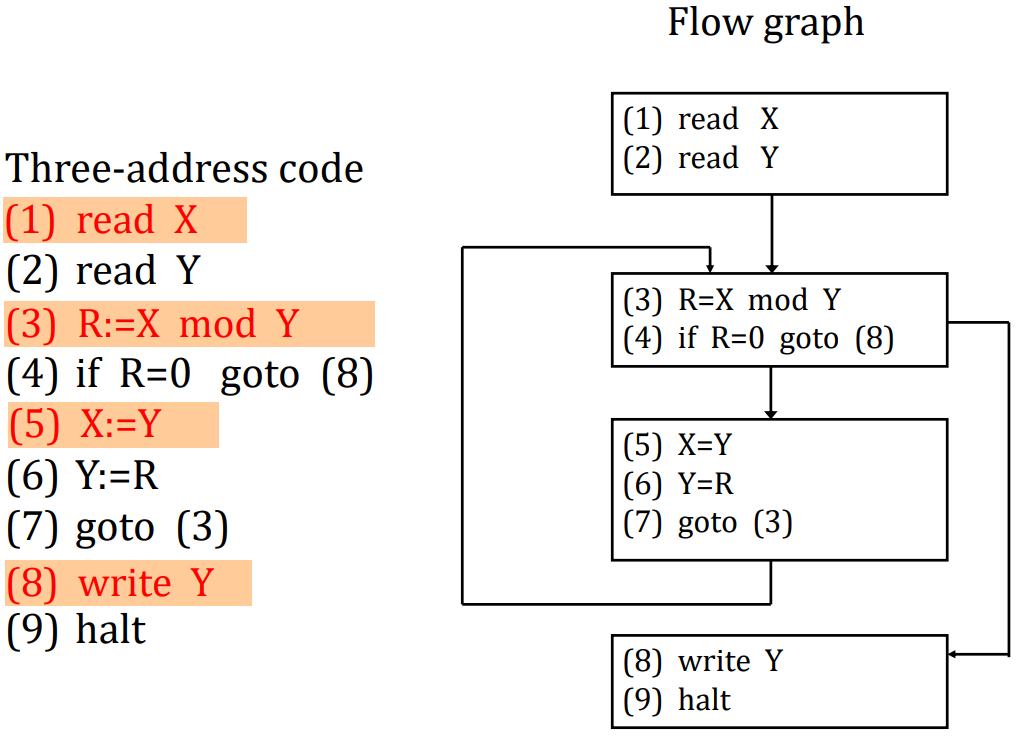 Flow graph
Three-address code
(1) read X
(2) read Y
(3) R:=X mod Y
(4) if R=0 goto (8)
(5) X:=Y
(6) Y:=R
(7) goto (3)
(8) write Y
(9) halt
(1) read X
(2) read Y
(3) R=X mod Y
(4) if R=0 goto (8)
(5) X=Y
(6) Y=R
(7) goto (3)
(8) write Y
(9) halt